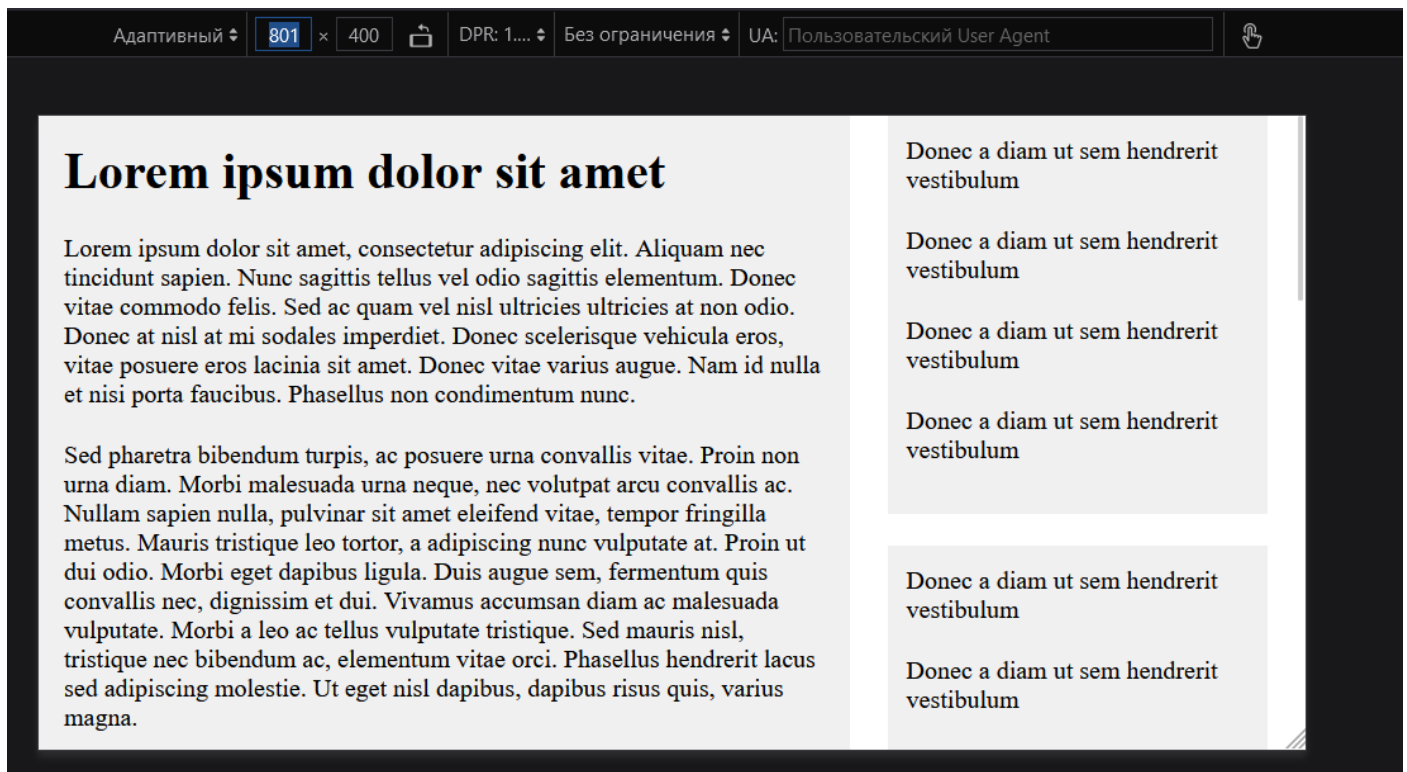 Адаптивный
801 × 400
DPR: 1....
Без ограничения
UA: Пользовательский User Agent
Lorem ipsum dolor sit amet
Lorem ipsum dolor sit amet, consectetur adipiscing elit. Aliquam nec
tincidunt sapien. Nunc sagittis tellus vel odio sagittis elementum. Donec
vitae commodo felis. Sed ac quam vel nisl ultricies ultricies at non odio.
Donec at nisl at mi sodales imperdiet. Donec scelerisque vehicula eros,
vitae posuere eros lacinia sit amet. Donec vitae varius augue. Nam id nulla
et nisi porta faucibus. Phasellus non condimentum nunc.
Sed pharetra bibendum turpis, ac posuere urna convallis vitae. Proin non
urna diam. Morbi malesuada urna neque, nec volutpat arcu convallis ac.
Nullam sapien nulla, pulvinar sit amet eleifend vitae, tempor fringilla
metus. Mauris tristique leo tortor, a adipiscing nunc vulputate at. Proin ut
dui odio. Morbi eget dapibus ligula. Duis augue sem, fermentum quis
convallis nec, dignissim et dui. Vivamus accumsan diam ac malesuada
vulputate. Morbi a leo ac tellus vulputate tristique. Sed mauris nisl,
tristique nec bibendum ac, elementum vitae orci. Phasellus hendrerit lacus
sed adipiscing molestie. Ut eget nisl dapibus, dapibus risus quis, varius
magna.
Donec a diam ut sem hendrerit
vestibulum
Donec a diam ut sem hendrerit
vestibulum
Donec a diam ut sem hendrerit
vestibulum
Donec a diam ut sem hendrerit
vestibulum
Donec a diam ut sem hendrerit
vestibulum
Donec a diam ut sem hendrerit
vestibulum